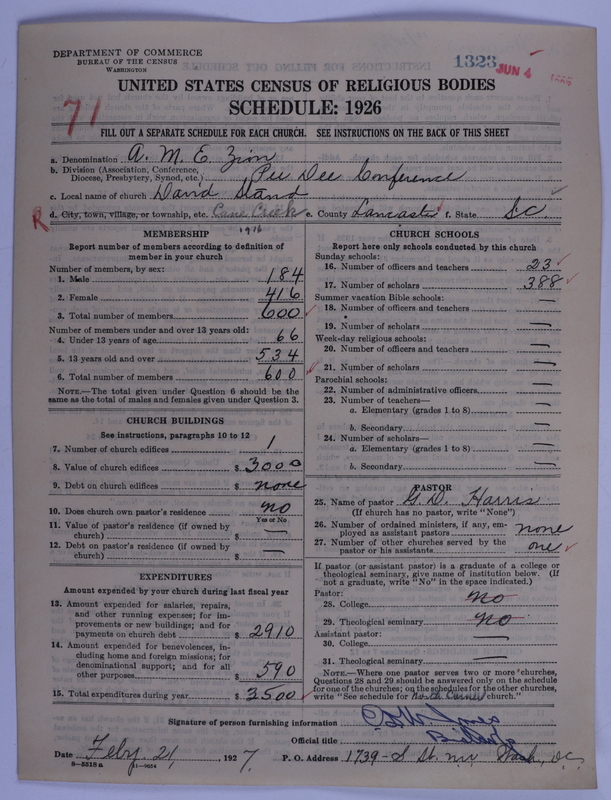 DEPARTMENT OF COMMERCE
BUREAU OF THE CENSUS
WASHINGTON
1323 JUN 4
UNITED STATES CENSUS OF RELIGIOUS BODIES
71
SCHEDULE: 1926
FILL OUT A SEPARATE SCHEDULE FOR EACH CHURCH. SEE INSTRUCTIONS ON THE BACK OF THIS SHEET
a. Denomination A. M. E. Zion
b. Division (Association, Conference, Diocese, Presbytery, Synod, etc.) Pee Dee Conference
c. Local name of church David Stand
R d. City, town, village, or township, etc. Cane Creek e. County Lancaster f. State S.C.
MEMBERSHIP 1916
Report number of members according to definition of
member in your church
Number of members, by sex:
1. Male 184
2. Female 416
3. Total number of members 600
Number of members under and over 13 years old:
4. Under 13 years of age 66
5. 13 years old and over 534
6. Total number of members 600
NOTE.—The total given under Question 6 should be the
same as the total of males and females given under Question 3.
CHURCH BUILDINGS
See instructions, paragraphs 10 to 12
7. Number of church edifices 1
8. Value of church edifices $ 3000
9. Debt on church edifices $ none
10. Does church own pastor's residence no
Yes or No
11. Value of pastor's residence (if owned by
church) $ —
12. Debt on pastor's residence (if owned by
church) $ —
EXPENDITURES
Amount expended by your church during last fiscal year
13. Amount expended for salaries, repairs,
and other running expenses; for im-
provements or new buildings; and for
payments on church debt $ 2910
14. Amount expended for benevolences, in-
cluding home and foreign missions; for
denominational support; and for all
other purposes $ 590
15. Total expenditures during year $ 3500
CHURCH SCHOOLS
Report here only schools conducted by this church
Sunday schools:
16. Number of officers and teachers 23
17. Number of scholars 388
Summer vacation Bible schools:
18. Number of officers and teachers —
19. Number of scholars —
Week-day religious schools:
20. Number of officers and teachers —
21. Number of scholars —
Parochial schools:
22. Number of administrative officers —
23. Number of teachers—
a. Elementary (grades 1 to 8) —
b. Secondary —
24. Number of scholars—
a. Elementary (grades 1 to 8) —
b. Secondary —
PASTOR
25. Name of pastor G. D. Harris
(If church has no pastor, write "None")
26. Number of ordained ministers, if any, em-
ployed as assistant pastors none
27. Number of other churches served by the
pastor or his assistants one
If pastor (or assistant pastor) is a graduate of a college or
theological seminary, give name of institution below. (If
not a graduate, write "No" in the space indicated.)
Pastor:
28. College no
29. Theological seminary no
Assistant pastor:
30. College —
31. Theological seminary —
NOTE.—Where one pastor serves two or more churches,
Questions 28 and 29 should be answered only on the schedule
for one of the churches; on the schedules for the other churches,
write "See schedule for North Corner church."
Signature of person furnishing information Jones
Official title Bishop
Date Feby. 21, 1927. P. O. Address 1739-S St. nw Wash, D.C.
8-5518 a